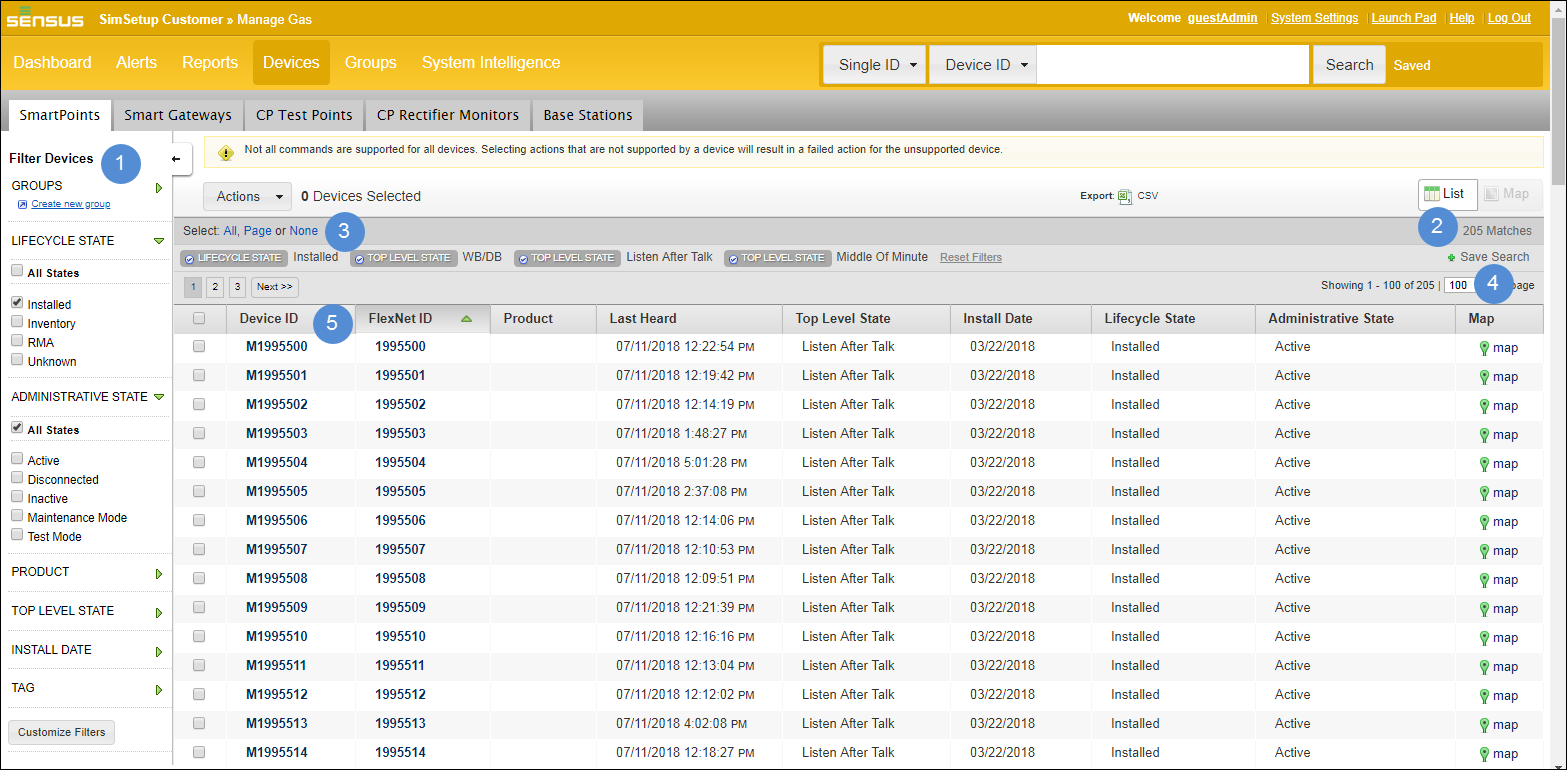 sensus SimSetup Customer » Manage Gas Welcome guestAdmin | System Settings | Launch Pad | Help | Log Out
Dashboard Alerts Reports Devices Groups System Intelligence Single ID Device ID Search Saved
SmartPoints Smart Gateways CP Test Points CP Rectifier Monitors Base Stations
Filter Devices 1
GROUPS
Create new group
LIFECYCLE STATE
All States
Installed
Inventory
RMA
Unknown
ADMINISTRATIVE STATE
All States
Active
Disconnected
Inactive
Maintenance Mode
Test Mode
PRODUCT
TOP LEVEL STATE
INSTALL DATE
TAG
Customize Filters
Not all commands are supported for all devices. Selecting actions that are not supported by a device will result in a failed action for the unsupported device.
Actions 0 Devices Selected Export: CSV List Map
Select: All, Page or None 3 2 205 Matches
LIFECYCLE STATE Installed TOP LEVEL STATE WB/DB TOP LEVEL STATE Listen After Talk TOP LEVEL STATE Middle Of Minute Reset Filters Save Search
1 2 3 Next >> Showing 1 - 100 of 205 | 100 4 page
Device ID 5 FlexNet ID Product Last Heard Top Level State Install Date Lifecycle State Administrative State Map
M1995500 1995500 07/11/2018 12:22:54 PM Listen After Talk 03/22/2018 Installed Active map
M1995501 1995501 07/11/2018 12:19:42 PM Listen After Talk 03/22/2018 Installed Active map
M1995502 1995502 07/11/2018 12:14:19 PM Listen After Talk 03/22/2018 Installed Active map
M1995503 1995503 07/11/2018 1:48:27 PM Listen After Talk 03/22/2018 Installed Active map
M1995504 1995504 07/11/2018 5:01:28 PM Listen After Talk 03/22/2018 Installed Active map
M1995505 1995505 07/11/2018 2:37:08 PM Listen After Talk 03/22/2018 Installed Active map
M1995506 1995506 07/11/2018 12:14:06 PM Listen After Talk 03/22/2018 Installed Active map
M1995507 1995507 07/11/2018 12:10:53 PM Listen After Talk 03/22/2018 Installed Active map
M1995508 1995508 07/11/2018 12:09:51 PM Listen After Talk 03/22/2018 Installed Active map
M1995509 1995509 07/11/2018 12:21:39 PM Listen After Talk 03/22/2018 Installed Active map
M1995510 1995510 07/11/2018 12:16:16 PM Listen After Talk 03/22/2018 Installed Active map
M1995511 1995511 07/11/2018 12:13:04 PM Listen After Talk 03/22/2018 Installed Active map
M1995512 1995512 07/11/2018 12:12:02 PM Listen After Talk 03/22/2018 Installed Active map
M1995513 1995513 07/11/2018 4:02:08 PM Listen After Talk 03/22/2018 Installed Active map
M1995514 1995514 07/11/2018 12:18:27 PM Listen After Talk 03/22/2018 Installed Active map